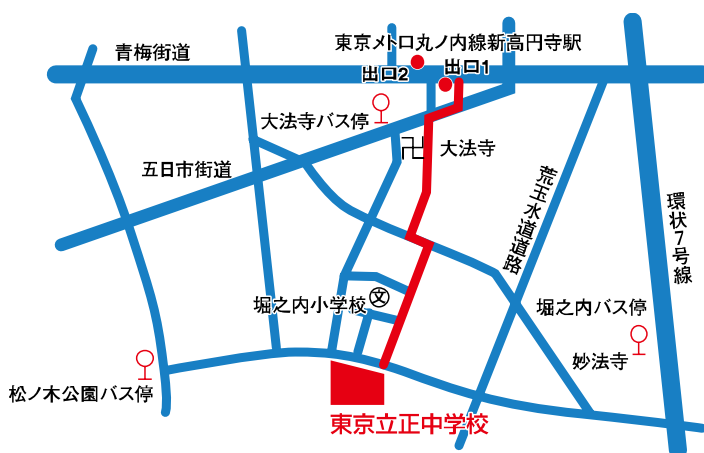 東京メトロ丸ノ内線新高円寺駅
青梅街道
出口2
出口1
大法寺バス停
卍
大法寺
五日市街道
荒玉水道道路
環状7号線
堀之内小学校
文
堀之内バス停
妙法寺
松ノ木公園バス停
東京立正中学校